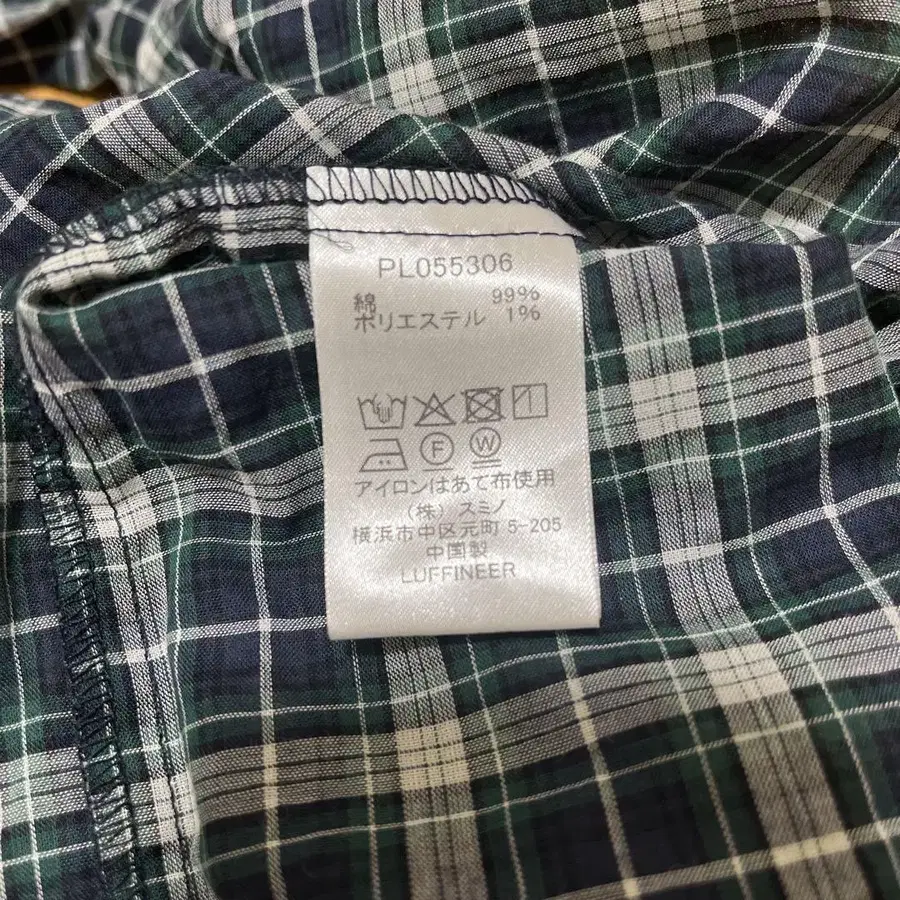 PL055306
綿 99%
ポリエステル 1%
F W
アイロンはあて布使用
(株) スミノ
横浜市中区元町 5-205
中国製
LUFFINEER